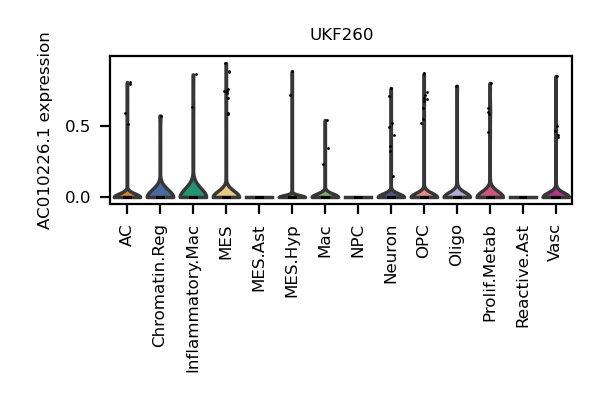 UKF260
AC010226.1 expression
0.5
0.0
AC
Chromatin.Reg
Inflammatory.Mac
MES
MES.Ast
MES.Hyp
Mac
NPC
Neuron
OPC
Oligo
Prolif.Metab
Reactive.Ast
Vasc